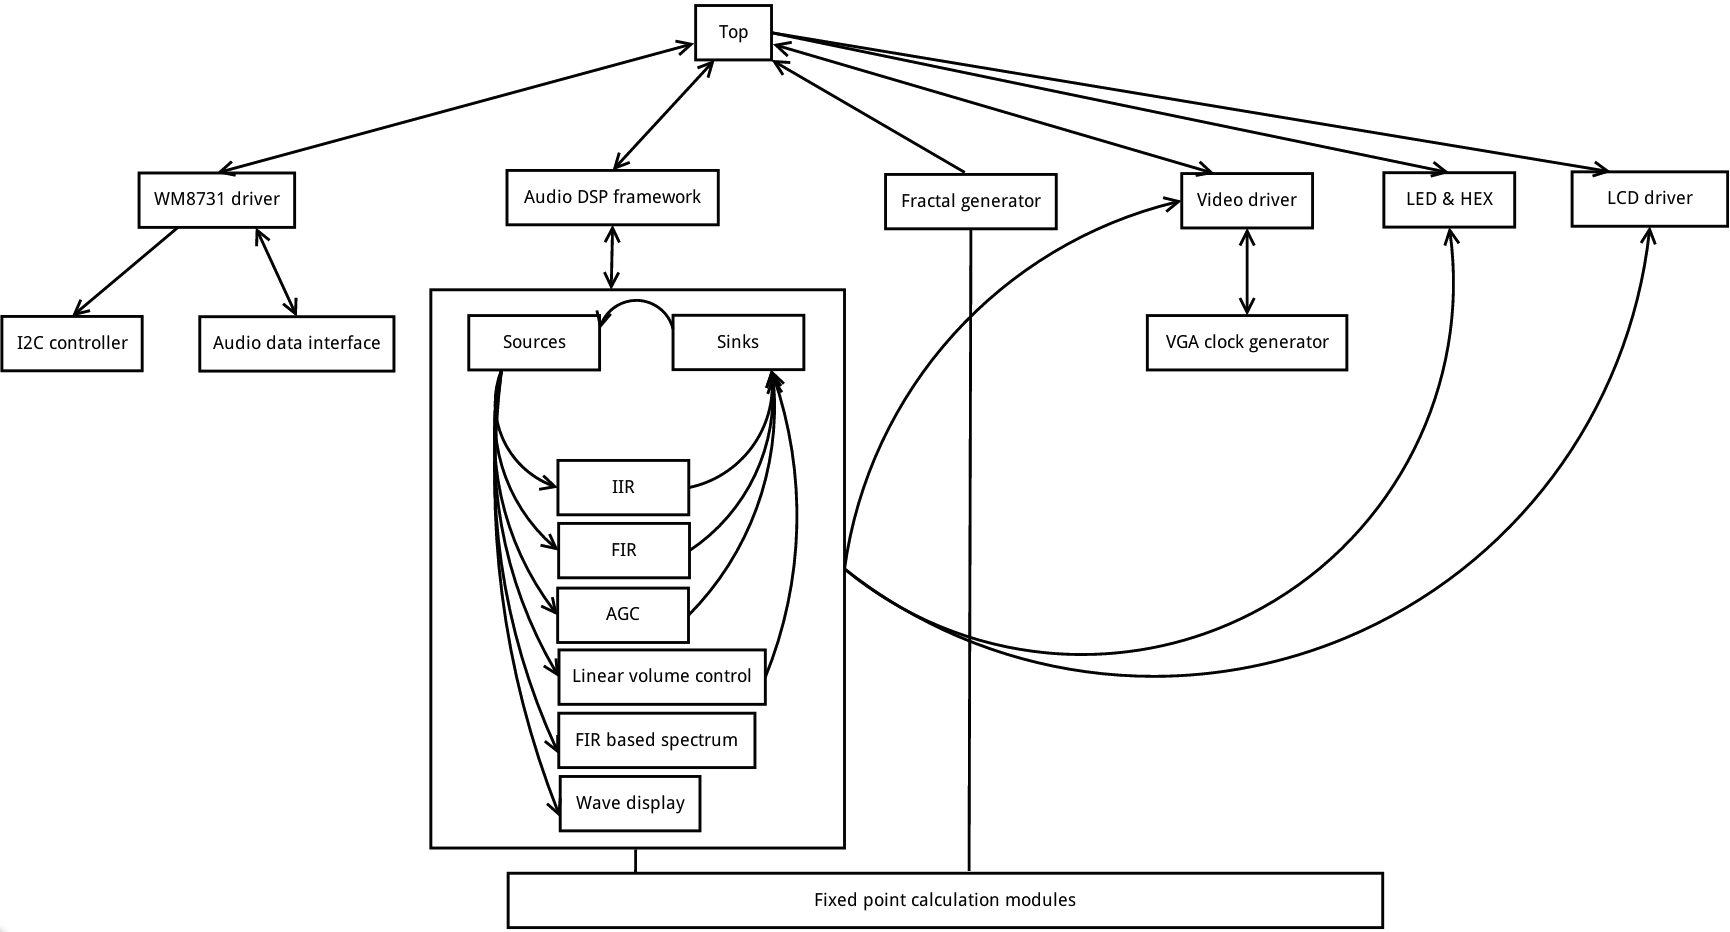 Top
WM8731 driver
Audio DSP framework
Fractal generator
Video driver
LED & HEX
LCD driver
I2C controller
Audio data interface
Sources
Sinks
VGA clock generator
IIR
FIR
AGC
Linear volume control
FIR based spectrum
Wave display
Fixed point calculation modules